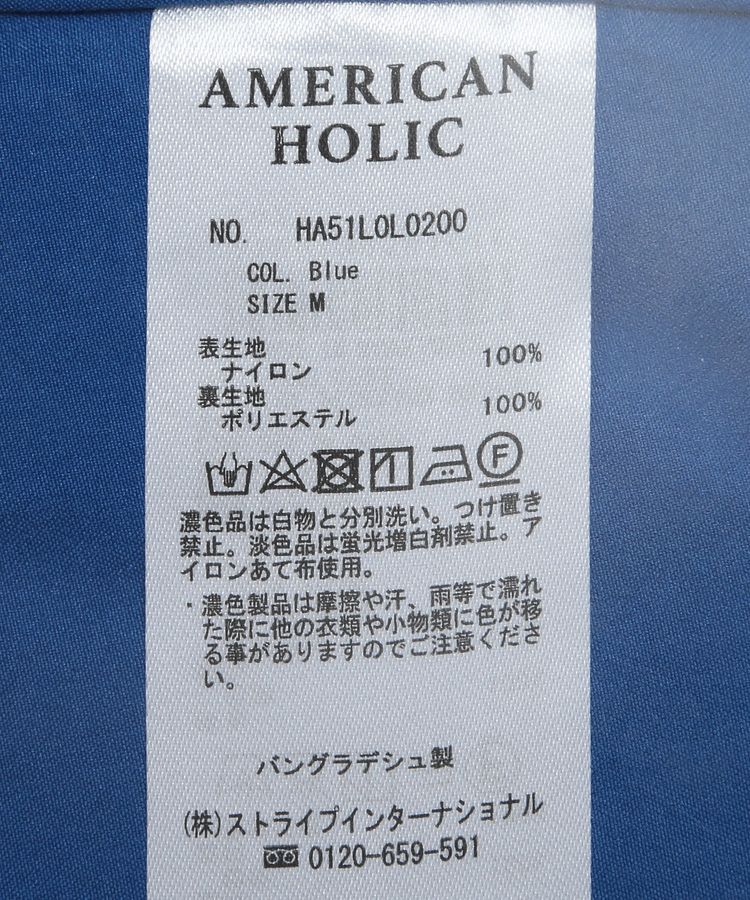 AMERICAN
HOLIC
NO. HA51L0L0200
COL. Blue
SIZE M
表生地
ナイロン 100%
裏生地
ポリエステル 100%
F
濃色品は白物と分別洗い。つけ置き
禁止。淡色品は蛍光増白剤禁止。ア
イロンあて布使用。
・濃色製品は摩擦や汗、雨等で濡れ
た際に他の衣類や小物類に色が移
る事がありますのでご注意くださ
い。
バングラデシュ製
(株)ストライプインターナショナル
0120-659-591